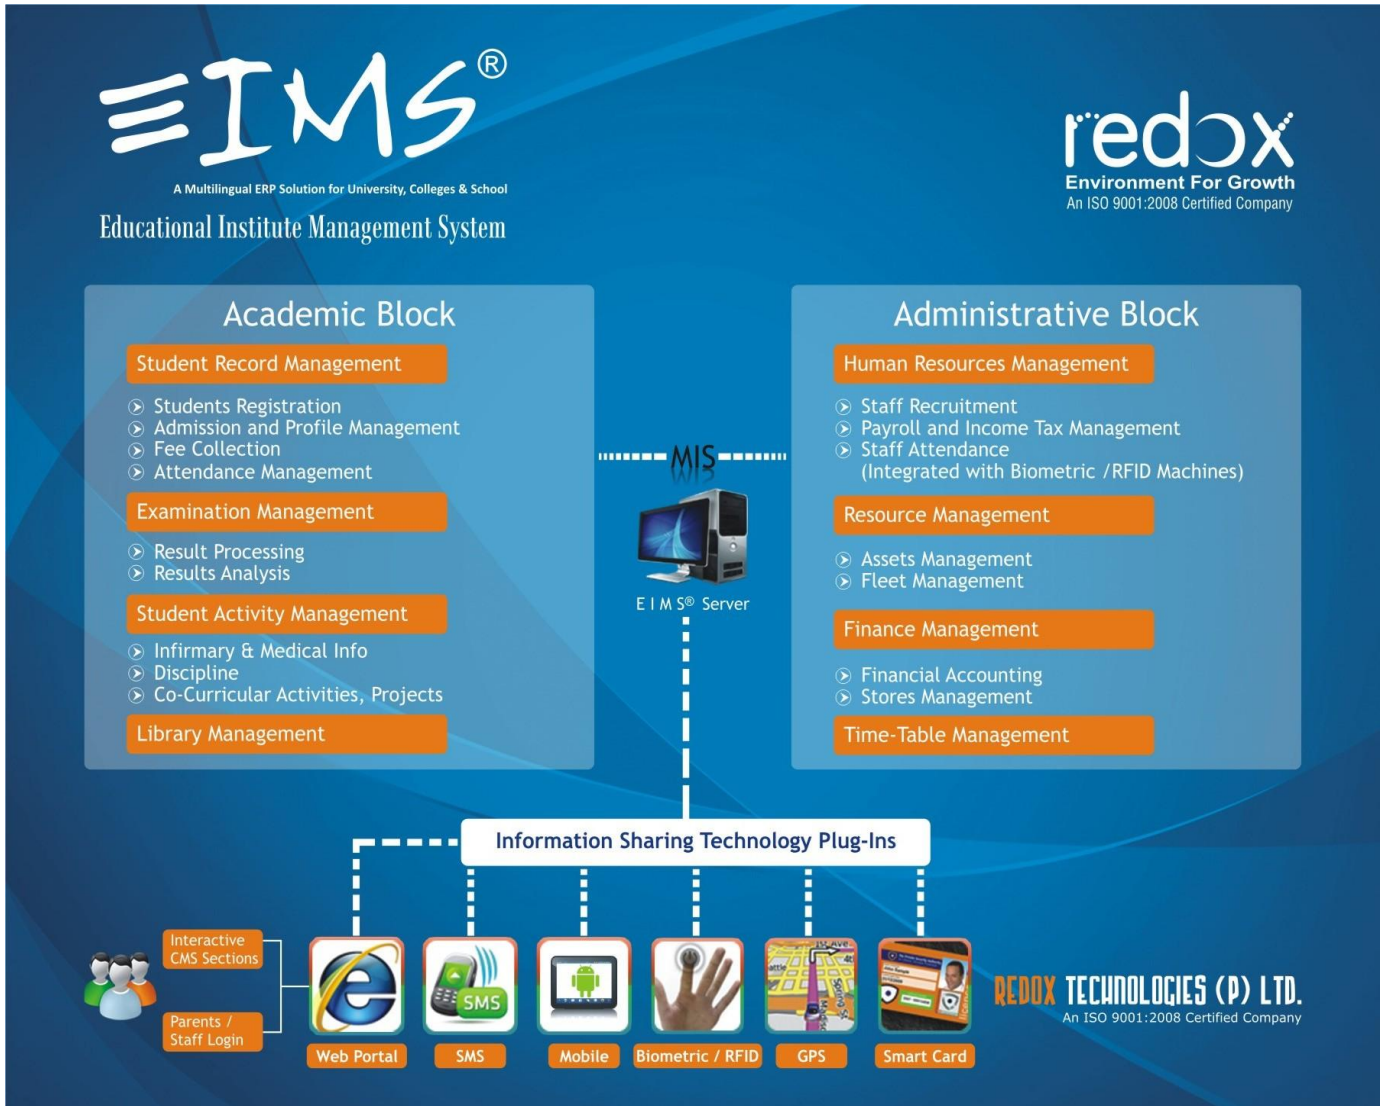 EIMS®
A Multilingual ERP Solution for University, Colleges & School
Educational Institute Management System
redox
Environment For Growth
An ISO 9001:2008 Certified Company
Academic Block
Student Record Management
Students Registration
Admission and Profile Management
Fee Collection
Attendance Management
Examination Management
Result Processing
Results Analysis
Student Activity Management
Infirmary & Medical Info
Discipline
Co-Curricular Activities, Projects
Library Management
MIS
E I M S® Server
Administrative Block
Human Resources Management
Staff Recruitment
Payroll and Income Tax Management
Staff Attendance
(Integrated with Biometric /RFID Machines)
Resource Management
Assets Management
Fleet Management
Finance Management
Financial Accounting
Stores Management
Time-Table Management
Information Sharing Technology Plug-Ins
Interactive
CMS Sections
Parents /
Staff Login
SMS
1st Ave
4t
Web Portal
SMS
Mobile
Biometric / RFID
GPS
Smart Card
REDOX TECHNOLOGIES (P) LTD.
An ISO 9001:2008 Certified Company